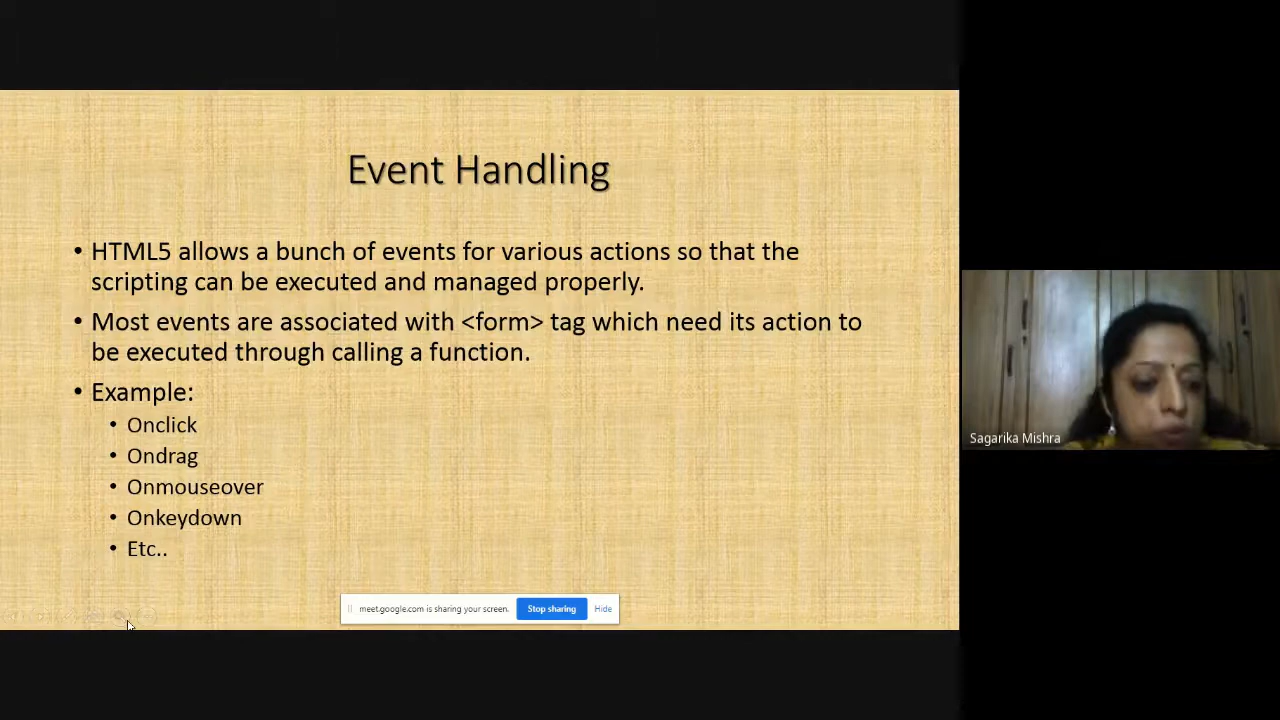 Event Handling
• HTML5 allows a bunch of events for various actions so that the
scripting can be executed and managed properly.
• Most events are associated with <form> tag which need its action to
be executed through calling a function.
• Example:
• Onclick
• Ondrag
• Onmouseover
• Onkeydown
• Etc..
meet.google.com is sharing your screen. Stop sharing Hide
Sagarika Mishra